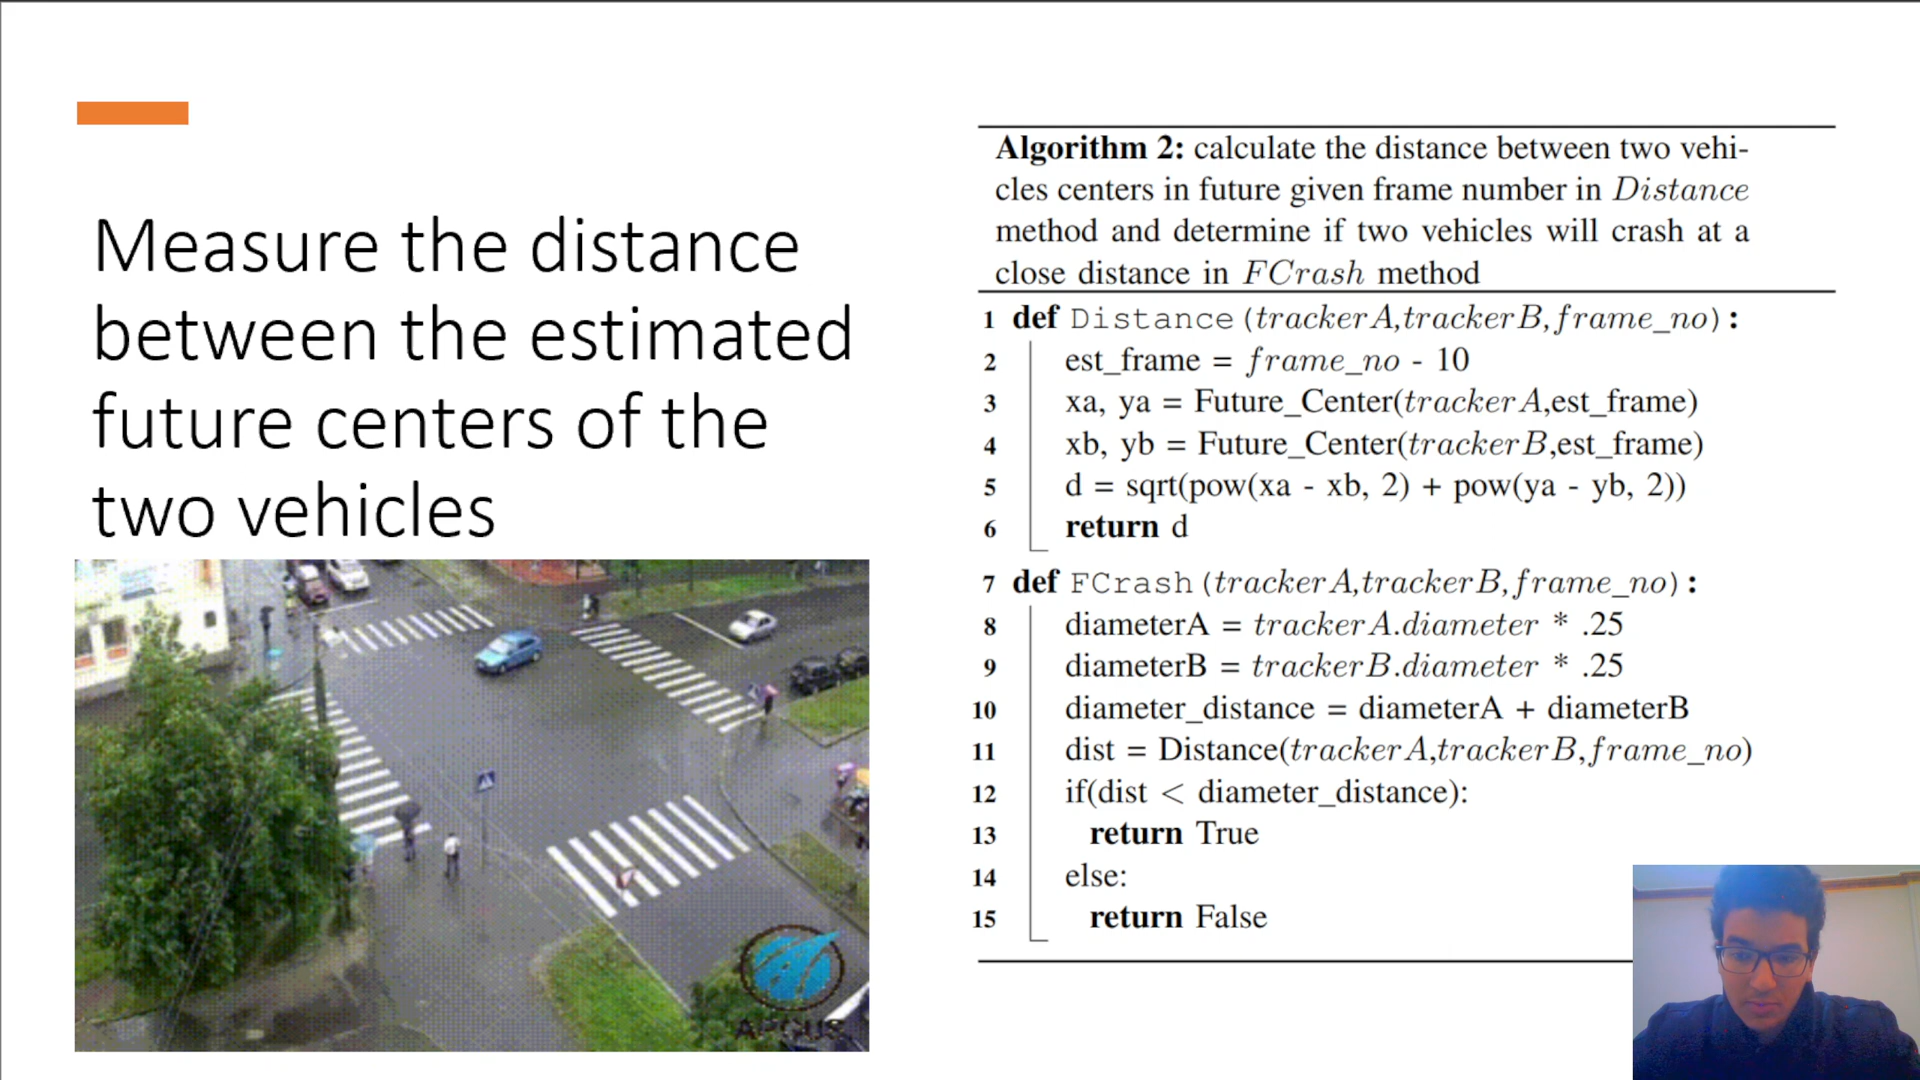 Measure the distance
between the estimated
future centers of the
two vehicles
Algorithm 2: calculate the distance between two vehi-
cles centers in future given frame number in Distance
method and determine if two vehicles will crash at a
close distance in FCrash method
1 def Distance(trackerA,trackerB,frame_no):
2 est_frame = frame_no - 10
3 xa, ya = Future_Center(trackerA,est_frame)
4 xb, yb = Future_Center(trackerB,est_frame)
5 d = sqrt(pow(xa - xb, 2) + pow(ya - yb, 2))
6 return d
7 def FCrash(trackerA,trackerB,frame_no):
8 diameterA = trackerA.diameter * .25
9 diameterB = trackerB.diameter * .25
10 diameter_distance = diameterA + diameterB
11 dist = Distance(trackerA,trackerB,frame_no)
12 if(dist < diameter_distance):
13 return True
14 else:
15 return False